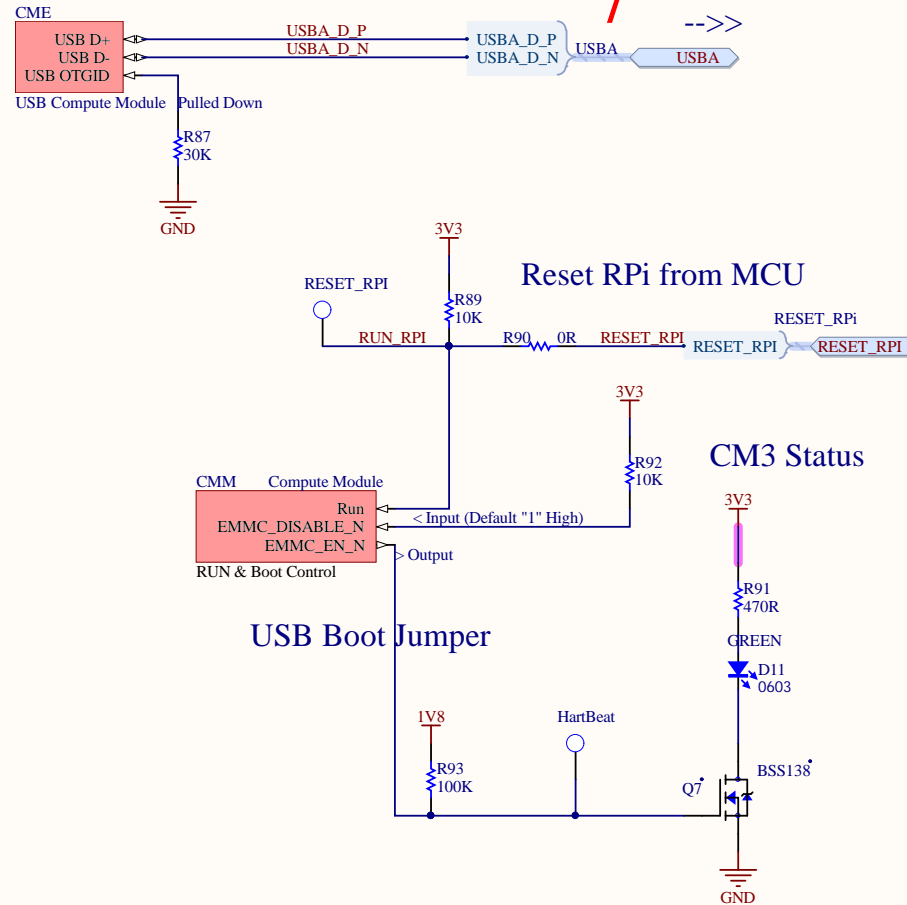 CME
USB D+
USB D-
USB OTGID
USB Compute Module
Pulled Down
USBA_D_P
USBA_D_N
USBA_D_P
USBA_D_N
USBA
USBA
-->>
R87
30K
GND
3V3
Reset RPi from MCU
RESET_RPI
R89
10K
RUN_RPI
R90
0R
RESET_RPI
RESET_RPI
RESET_RPi
RESET_RPI
3V3
R92
10K
CM3 Status
CMM
Compute Module
Run
EMMC_DISABLE_N
EMMC_EN_N
< Input (Default "1" High)
> Output
RUN & Boot Control
3V3
R91
470R
USB Boot Jumper
GREEN
D11
0603
1V8
HartBeat
R93
100K
Q7
BSS138
GND